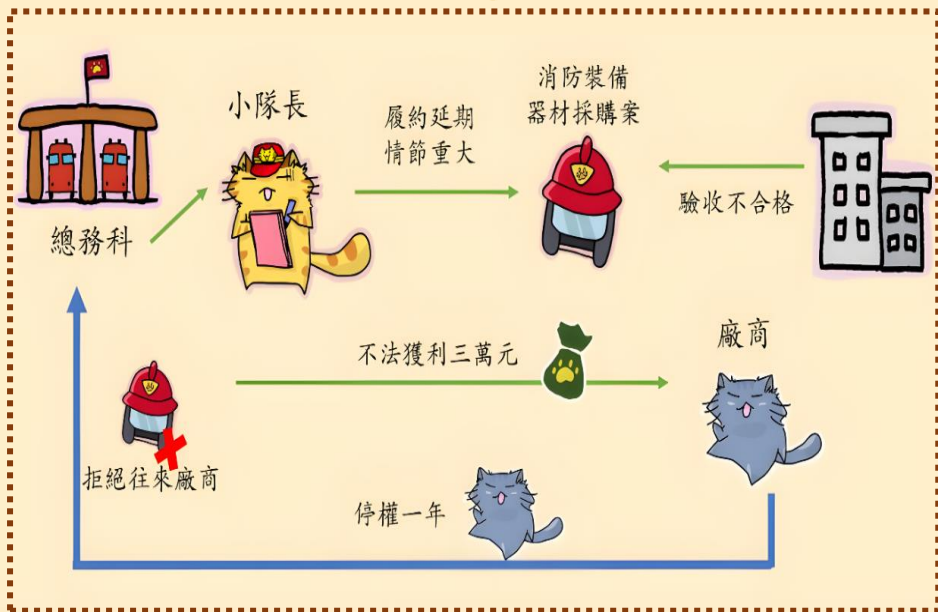 消防裝備
器材採購案
小隊長
履約延期
情節重大
驗收不合格
總務科
廠商
不法獲利三萬元
拒絕往來廠商
停權一年